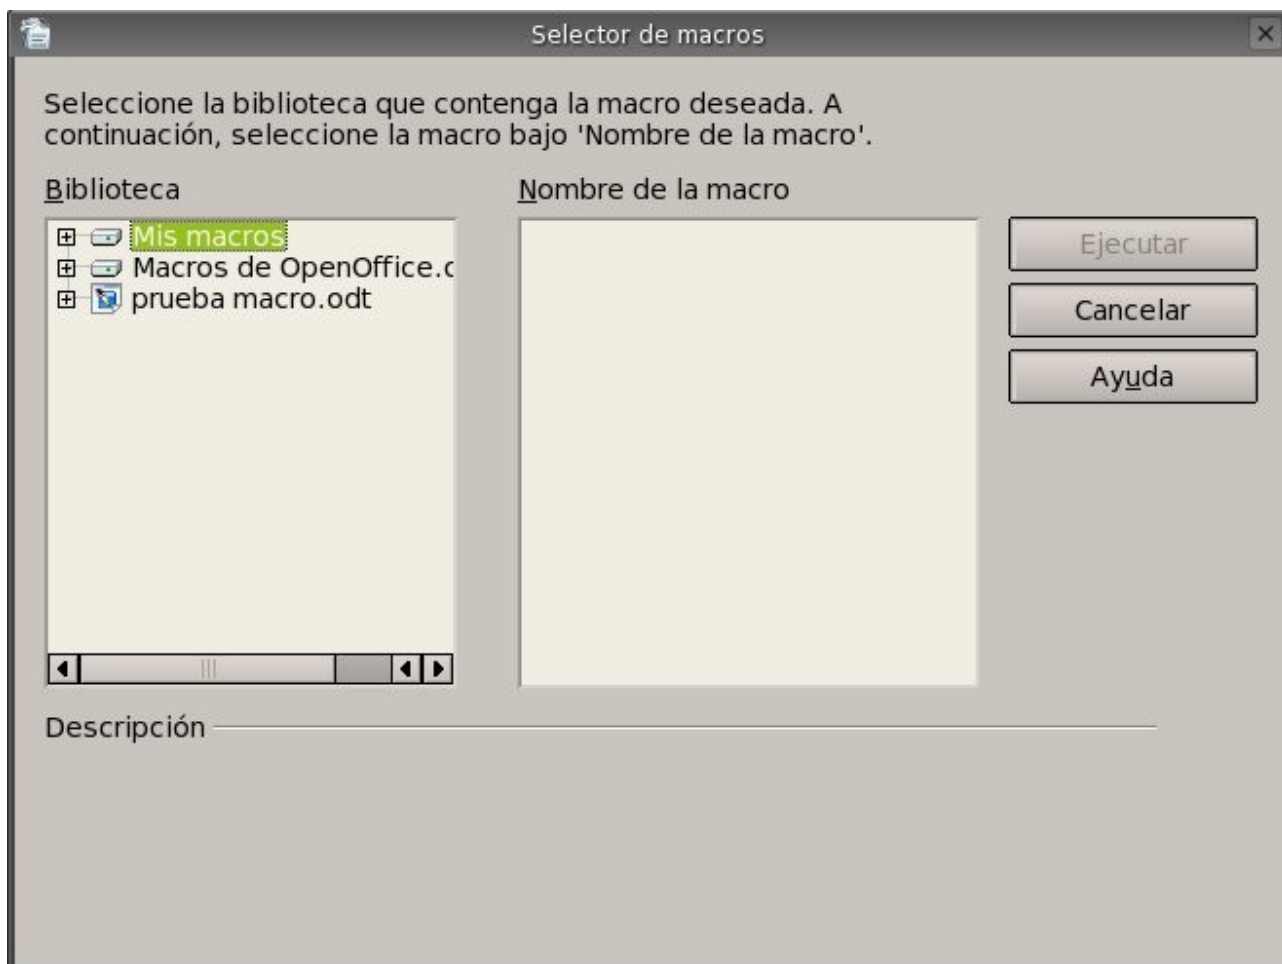 Selector de macros
Seleccione la biblioteca que contenga la macro deseada. A
continuación, seleccione la macro bajo 'Nombre de la macro'.
Biblioteca
Nombre de la macro
Mis macros
Macros de OpenOffice.
prueba macro.odt
Ejecutar
Cancelar
Ayuda
Descripción